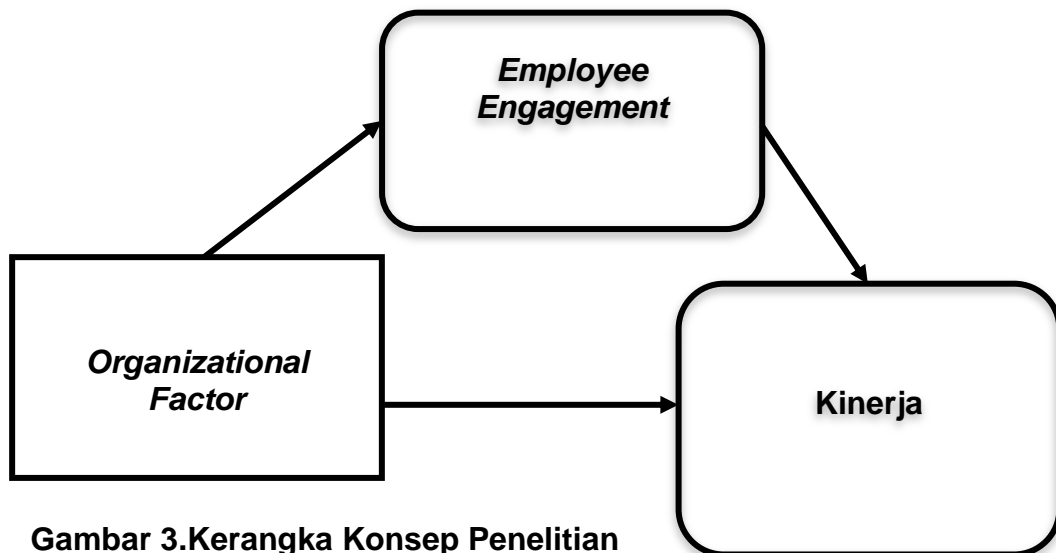 Employee
Engagement
Organizational
Factor
Kinerja
Gambar 3.Kerangka Konsep Penelitian